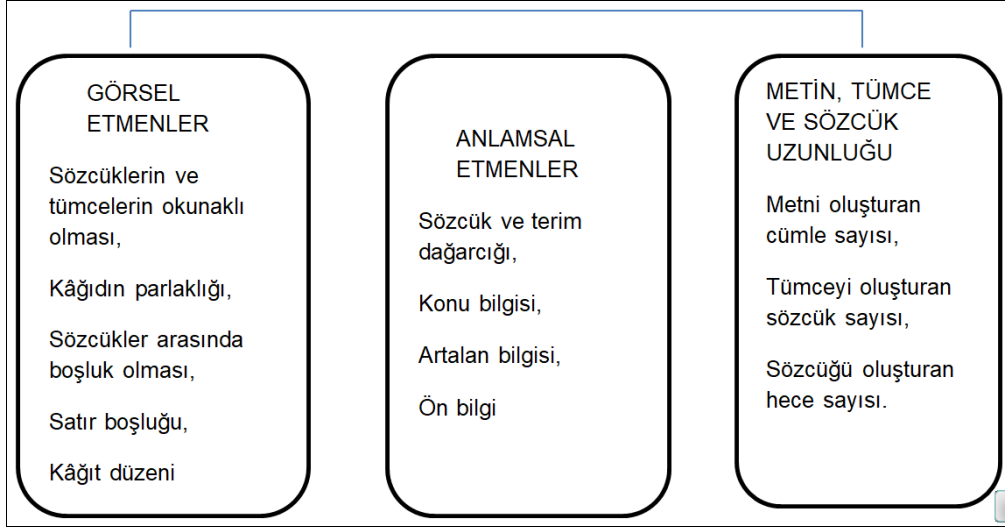 GÖRSEL
ETMENLER
Sözcüklerin ve
tümcelerin okunaklı
olması,
Kâğıdın parlaklığı,
Sözcükler arasında
boşluk olması,
Satır boşluğu,
Kâğıt düzeni
ANLAMSAL
ETMENLER
Sözcük ve terim
dağarcığı,
Konu bilgisi,
Artalan bilgisi,
Ön bilgi
METİN, TÜMCE
VE SÖZCÜK
UZUNLUĞU
Metni oluşturan
cümle sayısı,
Tümceyi oluşturan
sözcük sayısı,
Sözcüğü oluşturan
hece sayısı.